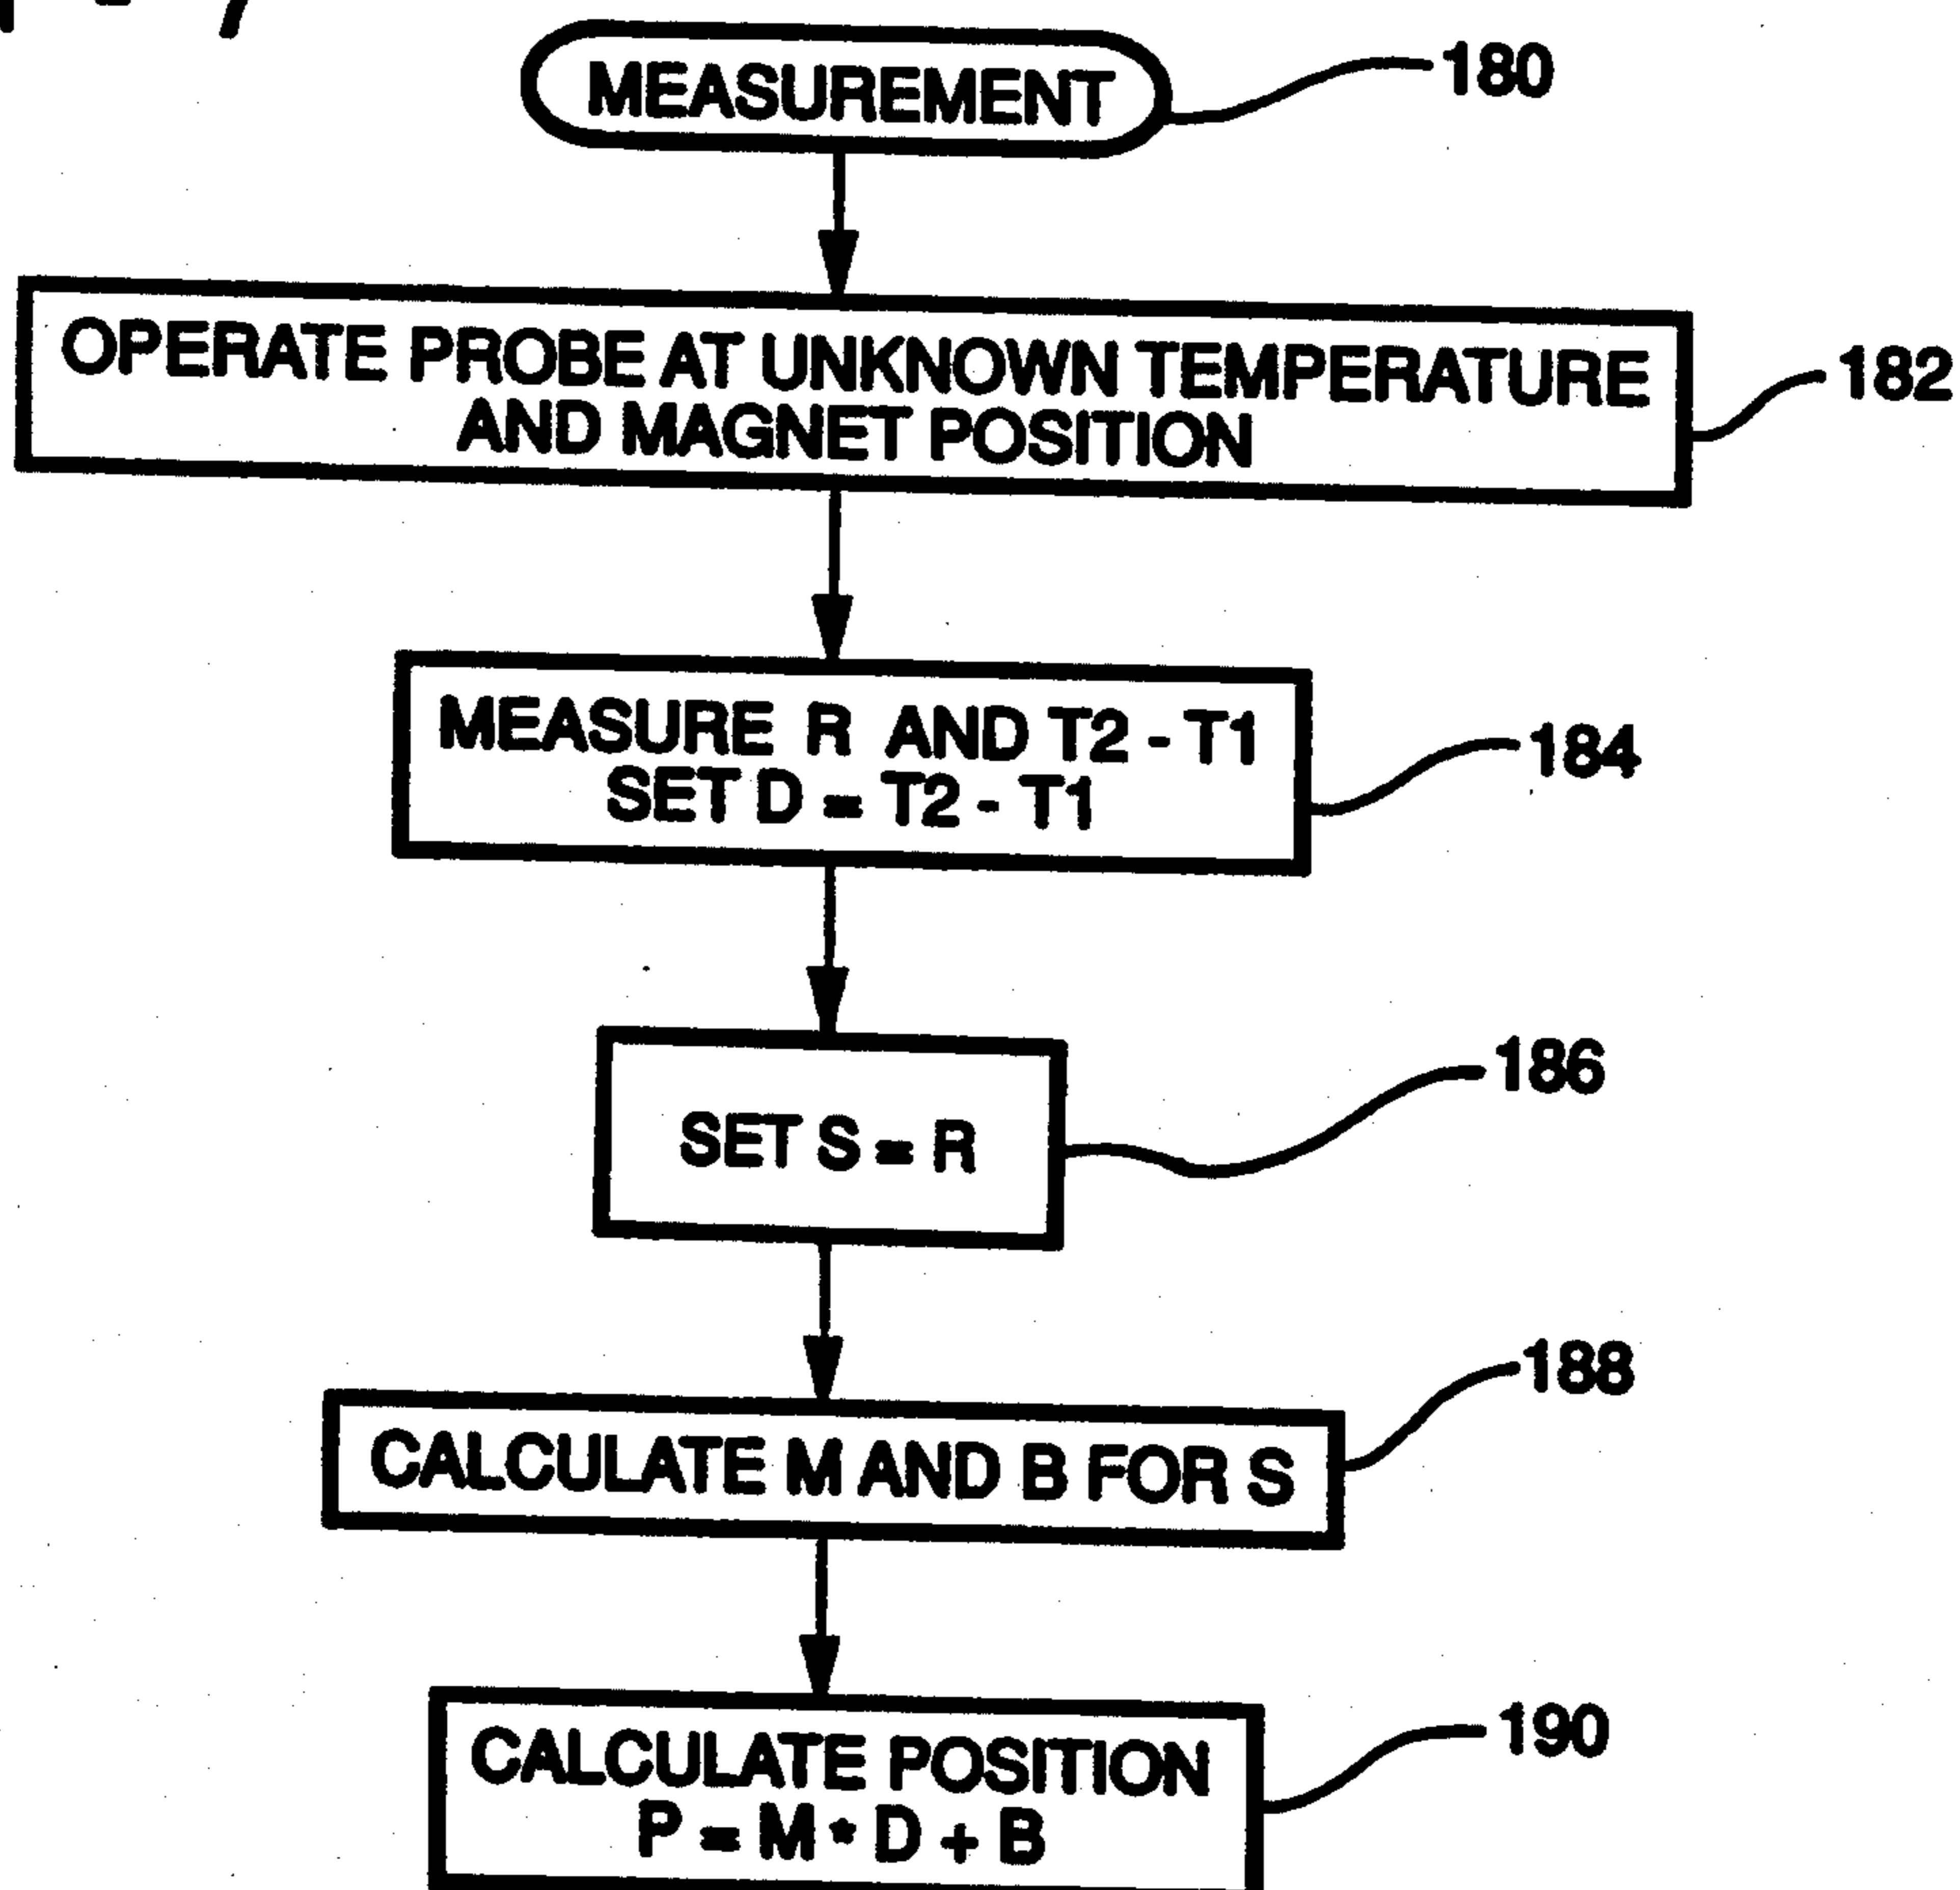 MEASUREMENT
180
OPERATE PROBE AT UNKNOWN TEMPERATURE
AND MAGNET POSITION
182
MEASURE R AND T2 - T1
SET D = T2 - T1
184
SET S = R
186
CALCULATE M AND B FOR S
188
CALCULATE POSITION
P = M * D + B
190